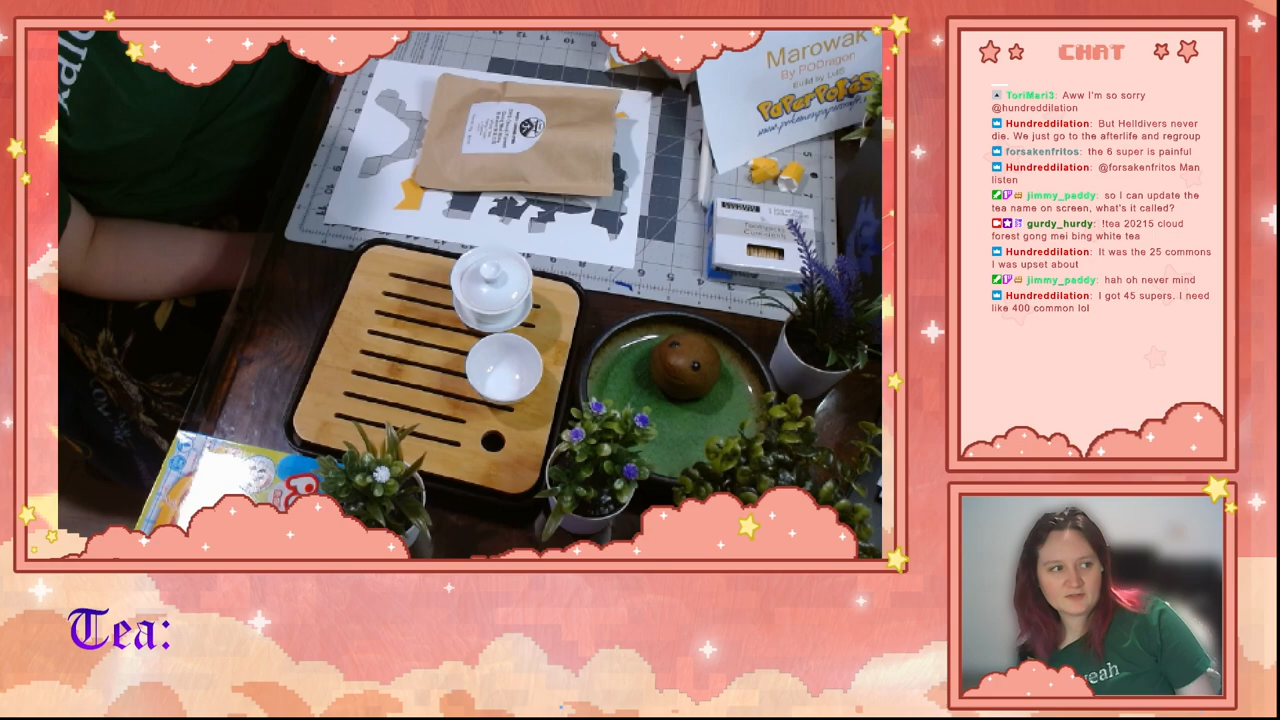 Marowak
By PODragon
Build by Lvl5
PaperPokés
CHAT
ToriMari3: Aww I'm so sorry
@hundreddilation
Hundreddilation: But Helldivers never
die. We just go to the afterlife and regroup
forsakenfritos: the 6 super is painful
Hundreddilation: @forsakenfritos Man
listen
jimmy_paddy: so I can update the
tea name on screen, what's it called?
gurdy_hurdy: !tea 20215 cloud
forest gong mei bing white tea
Hundreddilation: It was the 25 commons
I was upset about
jimmy_paddy: hah oh never mind
Hundreddilation: I got 45 supers. I need
like 400 common lol
Tea:
yeah